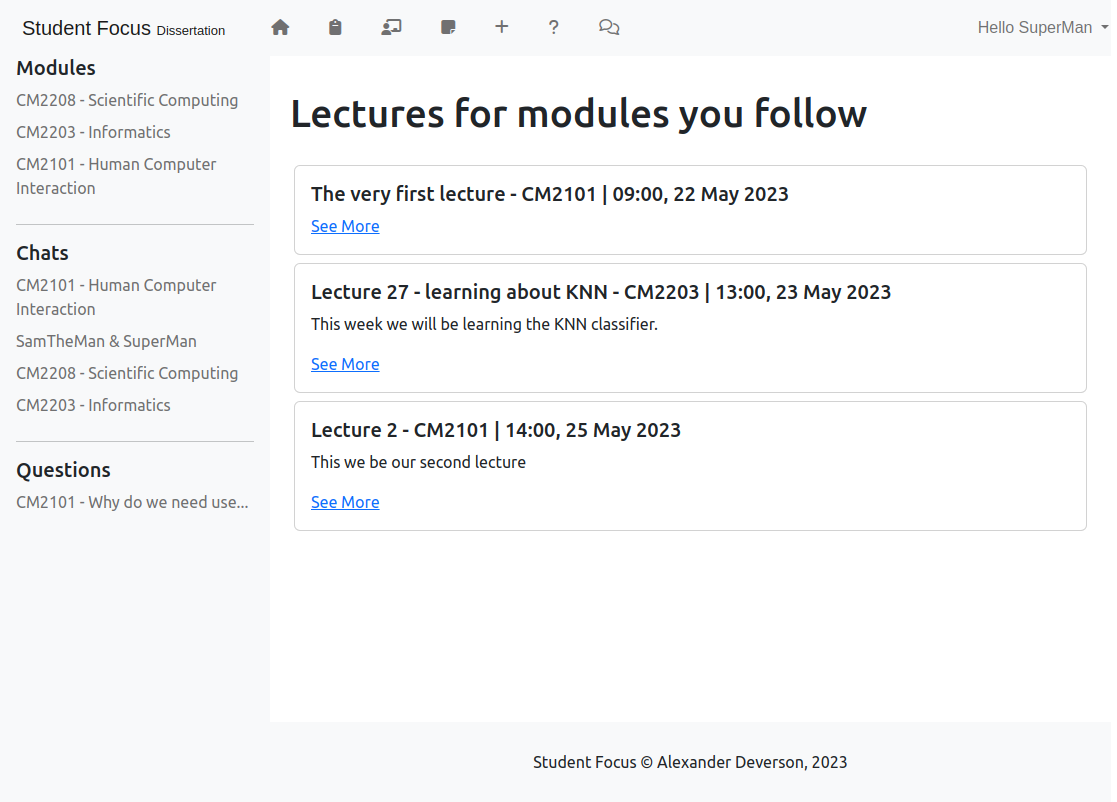 Student Focus Dissertation
Hello SuperMan
Modules
CM2208 - Scientific Computing
CM2203 - Informatics
CM2101 - Human Computer
Interaction
Chats
CM2101 - Human Computer
Interaction
SamTheMan & SuperMan
CM2208 - Scientific Computing
CM2203 - Informatics
Questions
CM2101 - Why do we need use...
Lectures for modules you follow
The very first lecture - CM2101 | 09:00, 22 May 2023
See More
Lecture 27 - learning about KNN - CM2203 | 13:00, 23 May 2023
This week we will be learning the KNN classifier.
See More
Lecture 2 - CM2101 | 14:00, 25 May 2023
This we be our second lecture
See More
Student Focus © Alexander Deverson, 2023